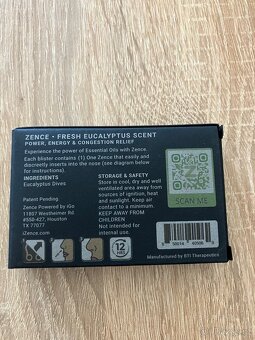 ZENCE • FRESH EUCALYPTUS SCENT
POWER, ENERGY & CONGESTION RELIEF
Experience the power of Essential Oils with Zence.
Each blister contains (1) One Zence that easily and
discreetly inserts into the nose (see diagram below
for instructions)
INGREDIENTS
Eucalyptus Dives
Patent Pending
Zence Powered by iGo
11807 Westheimer Rd
#550-427, Houston
TX 77077
iZence.com
STORAGE & SAFETY
Store in cool, dry and well
ventilated area away from
sources of ignition, heat
and sunlight. Keep air
contact to a minimum.
KEEP AWAY FROM
CHILDREN
Not intended for
internal use.
SCAN ME
12
HRS
Manufactured by BTI Therapeutics